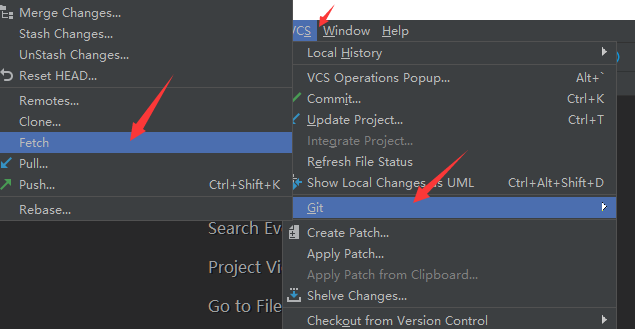 Merge Changes...
Stash Changes...
UnStash Changes...
Reset HEAD...
Remotes...
Clone...
Fetch
Pull...
Push... Ctrl+Shift+K
Rebase...
VCS Window Help
Local History
VCS Operations Popup... Alt+`
Commit... Ctrl+K
Update Project... Ctrl+T
Integrate Project...
Refresh File Status
Show Local Changes as UML Ctrl+Alt+Shift+D
Git
Create Patch...
Apply Patch...
Apply Patch from Clipboard...
Shelve Changes...
Checkout from Version Control
Search Eve
Project Vi
Go to File